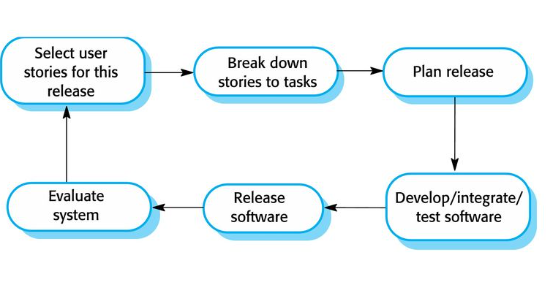 Select user
stories for this
release
Break down
stories to tasks
Plan release
Evaluate
system
Release
software
Develop/integrate/
test software